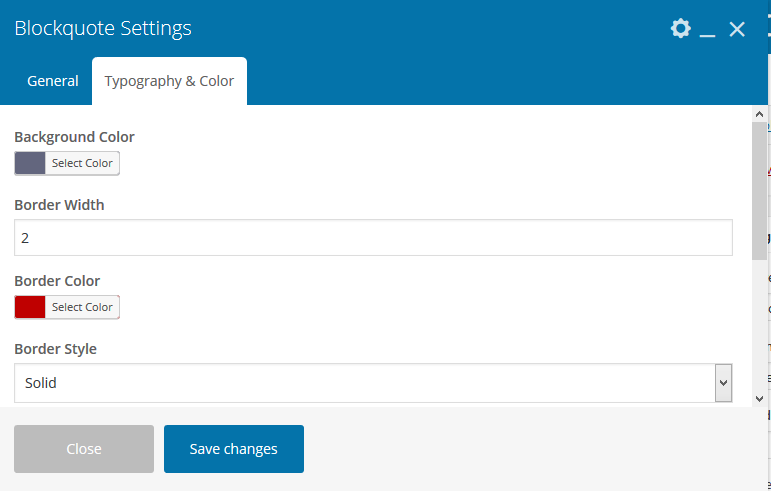 Blockquote Settings
General
Typography & Color
Background Color
Select Color
Border Width
2
Border Color
Select Color
Border Style
Solid
Close
Save changes